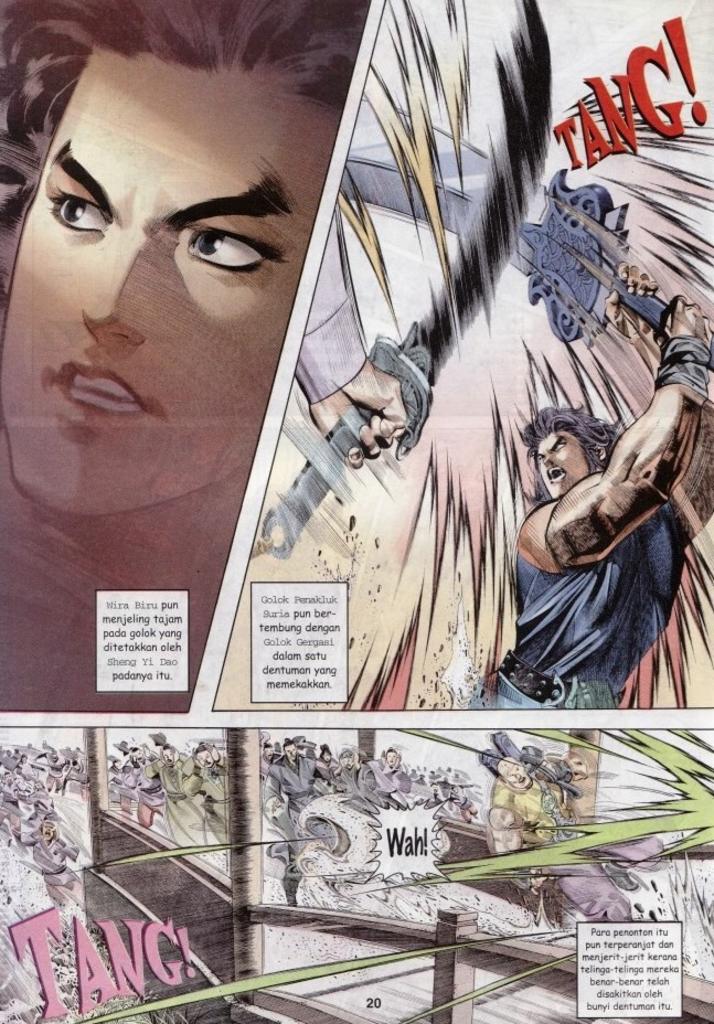 TANG!
Wira Biru pun
menjeling tajam
pada golok yang
ditetakkan oleh
Sheng Yi Dao
padanya itu.
Golok Penakluk
Suria pun ber-
tembung dengan
Golok Gergasi
dalam satu
dentuman yang
memekakkan.
Wah!
TANG!
Para penonton itu
pun terperanjat dan
menjerit-jerit kerana
telinga-telinga mereka
benar-benar telah
disakitkan oleh
bunyi dentuman itu.
20